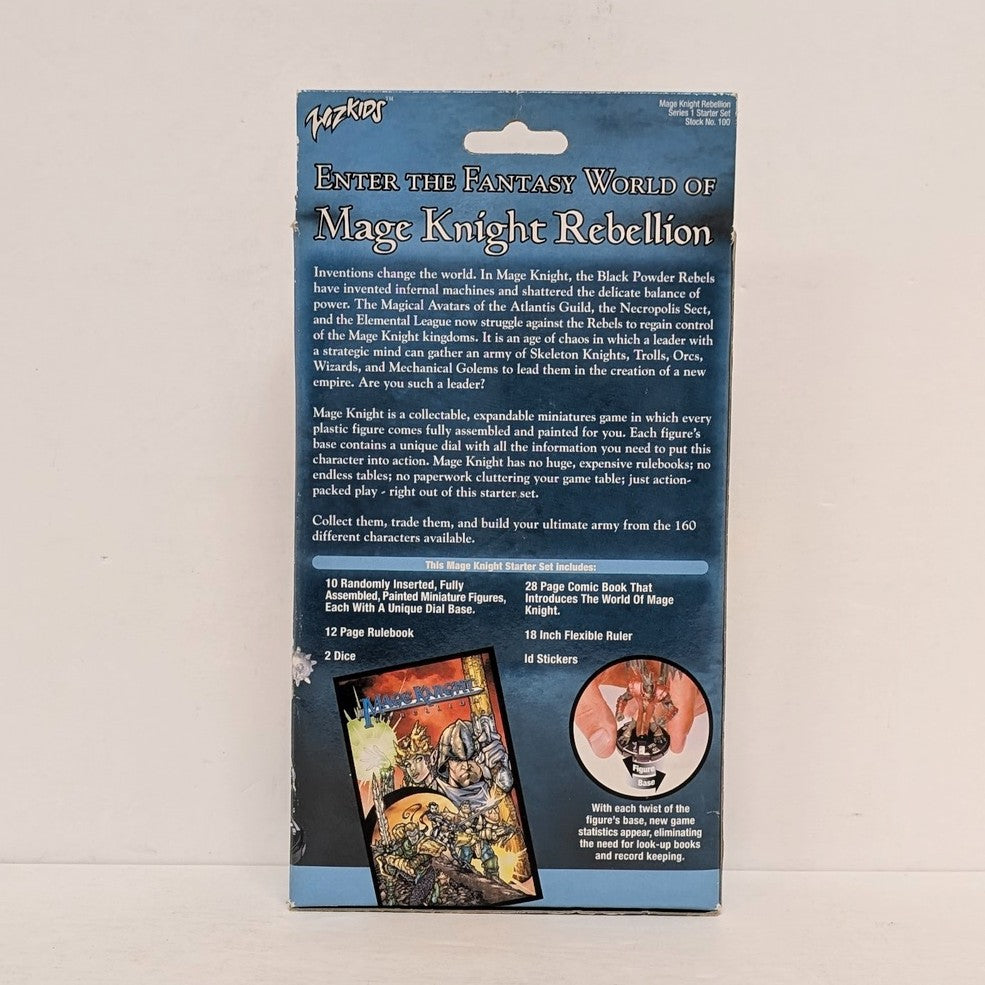 WIZKIDS™
Mage Knight Rebellion
Series 1 Starter Set
Stock No. 100
ENTER THE FANTASY WORLD OF
Mage Knight Rebellion
Inventions change the world. In Mage Knight, the Black Powder Rebels
have invented infernal machines and shattered the delicate balance of
power. The Magical Avatars of the Atlantis Guild, the Necropolis Sect,
and the Elemental League now struggle against the Rebels to regain control
of the Mage Knight kingdoms. It is an age of chaos in which a leader with
a strategic mind can gather an army of Skeleton Knights, Trolls, Orcs,
Wizards, and Mechanical Golems to lead them in the creation of a new
empire. Are you such a leader?
Mage Knight is a collectable, expandable miniatures game in which every
plastic figure comes fully assembled and painted for you. Each figure's
base contains a unique dial with all the information you need to put this
character into action. Mage Knight has no huge, expensive rulebooks; no
endless tables; no paperwork cluttering your game table; just action-
packed play - right out of this starter set.
Collect them, trade them, and build your ultimate army from the 160
different characters available.
This Mage Knight Starter Set includes:
10 Randomly Inserted, Fully
Assembled, Painted Miniature Figures,
Each With A Unique Dial Base.
12 Page Rulebook
2 Dice
28 Page Comic Book That
Introduces The World Of Mage
Knight.
18 Inch Flexible Ruler
Id Stickers
MAGE KNIGHT
Figure
Base
With each twist of the
figure's base, new game
statistics appear, eliminating
the need for look-up books
and record keeping.